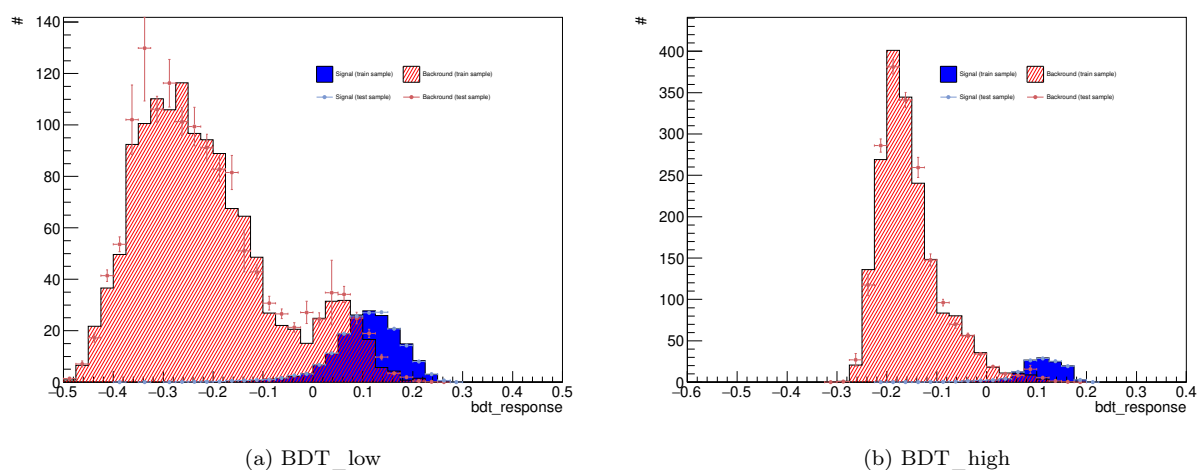 #
140
120
100
80
60
40
20
0
Signal (train sample) Backround (train sample)
Signal (test sample) Backround (test sample)
−0.5 −0.4 −0.3 −0.2 −0.1 0 0.1 0.2 0.3 0.4 0.5
bdt_response
(a) BDT_low
#
400
350
300
250
200
150
100
50
0
Signal (train sample) Backround (train sample)
Signal (test sample) Backround (test sample)
−0.6 −0.5 −0.4 −0.3 −0.2 −0.1 0 0.1 0.2 0.3 0.4
bdt_response
(b) BDT_high